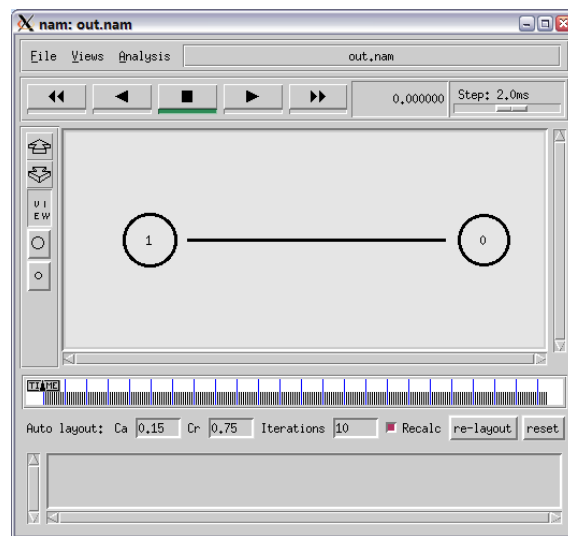 nam: out.nam
File Views Analysis out.nam
0.000000 Step: 2.0ms
VI
EW
1 0
TIME
Auto layout: Ca 0.15 Cr 0.75 Iterations 10 Recalc re-layout reset